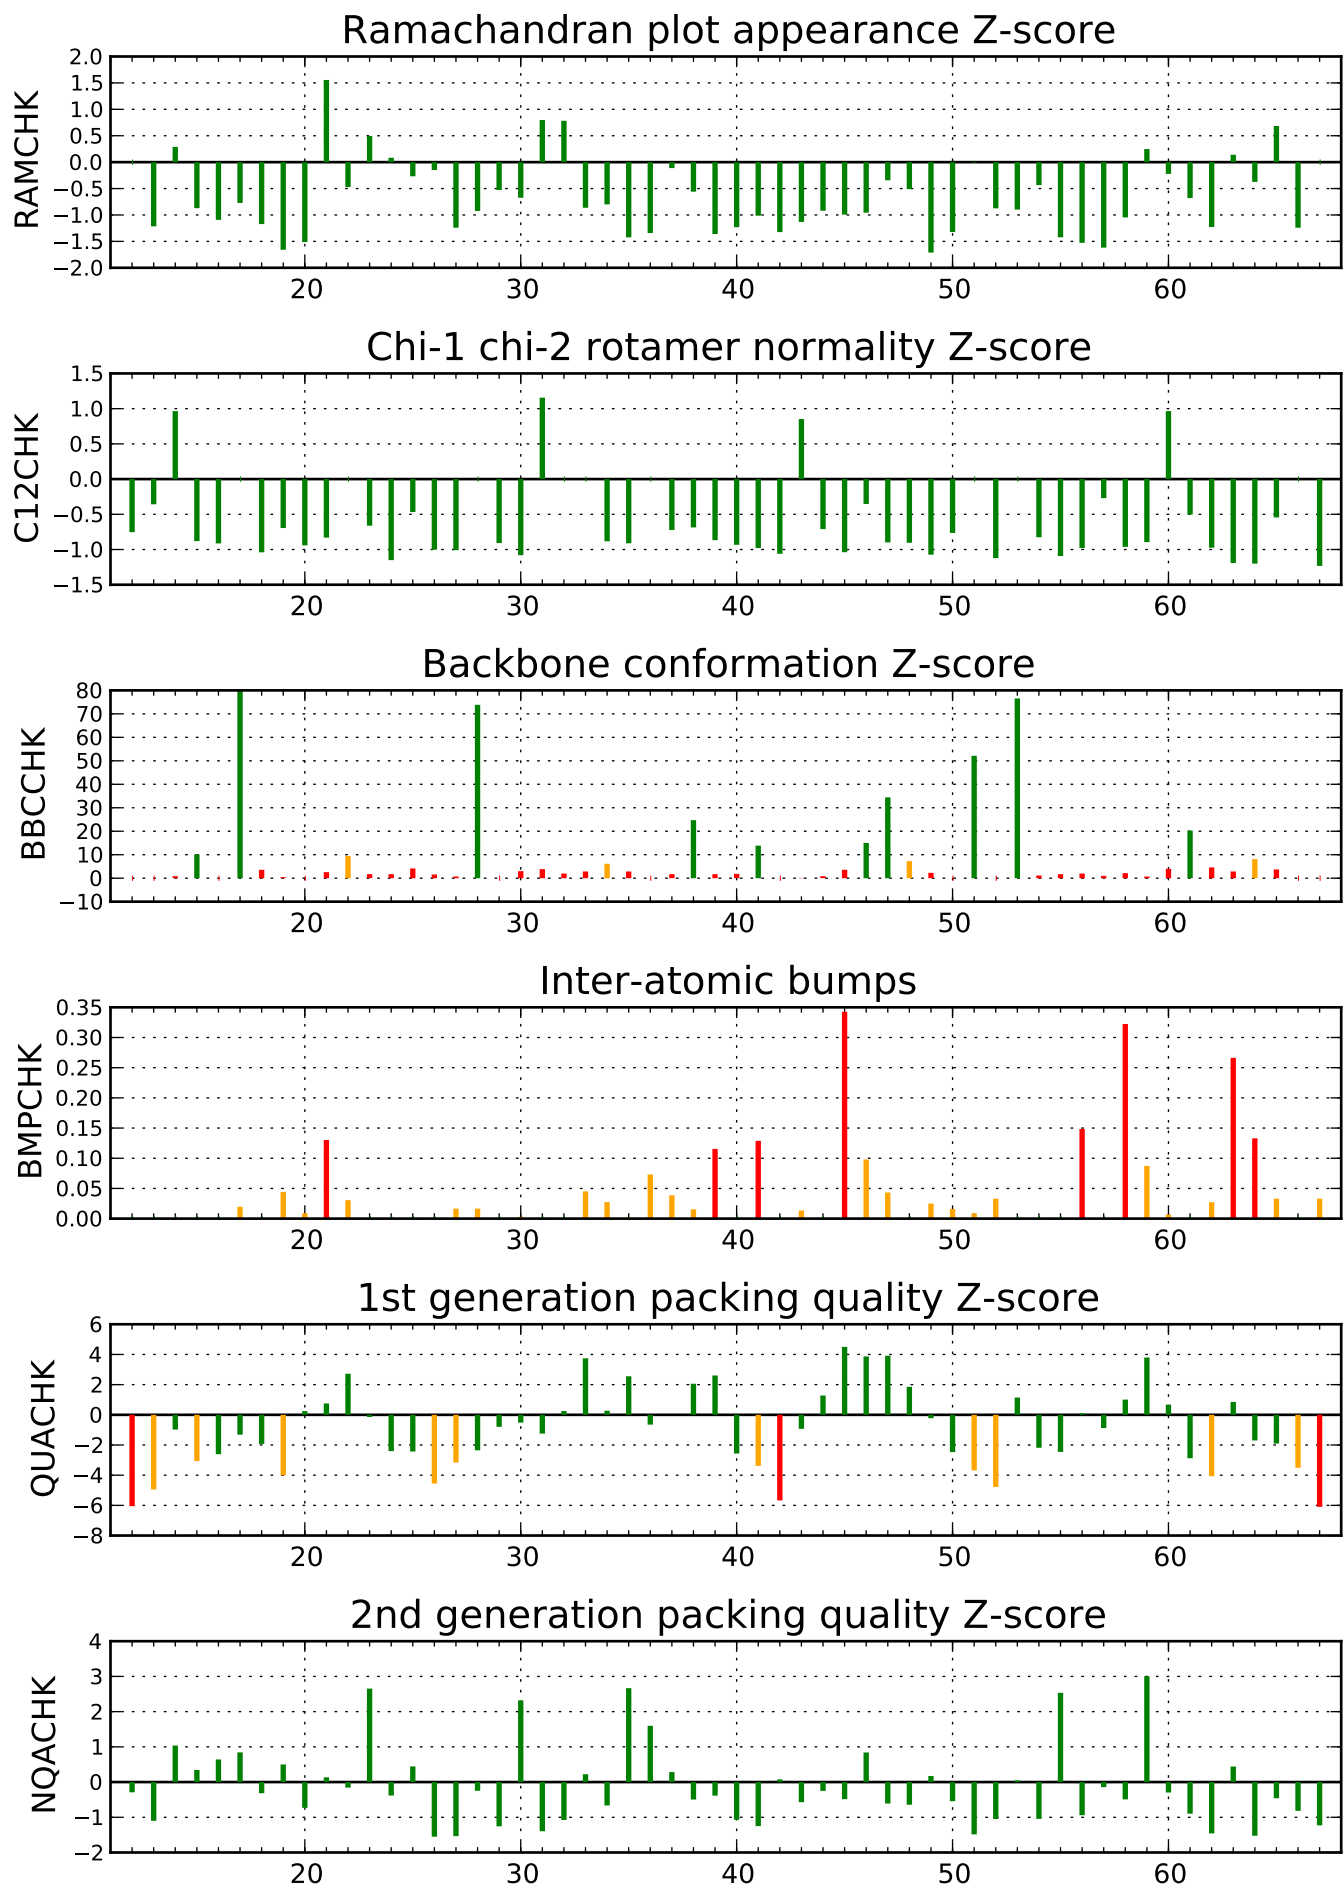 Ramachandran plot appearance Z-score
RAMCHK
2.0
1.5
1.0
0.5
0.0
−0.5
−1.0
−1.5
−2.0
20 30 40 50 60
Chi-1 chi-2 rotamer normality Z-score
C12CHK
1.5
1.0
0.5
0.0
−0.5
−1.0
−1.5
20 30 40 50 60
Backbone conformation Z-score
BBCCHK
80
70
60
50
40
30
20
10
0
−10
20 30 40 50 60
Inter-atomic bumps
BMPCHK
0.35
0.30
0.25
0.20
0.15
0.10
0.05
0.00
20 30 40 50 60
1st generation packing quality Z-score
QUACHK
6
4
2
0
−2
−4
−6
−8
20 30 40 50 60
2nd generation packing quality Z-score
NQACHK
4
3
2
1
0
−1
−2
20 30 40 50 60